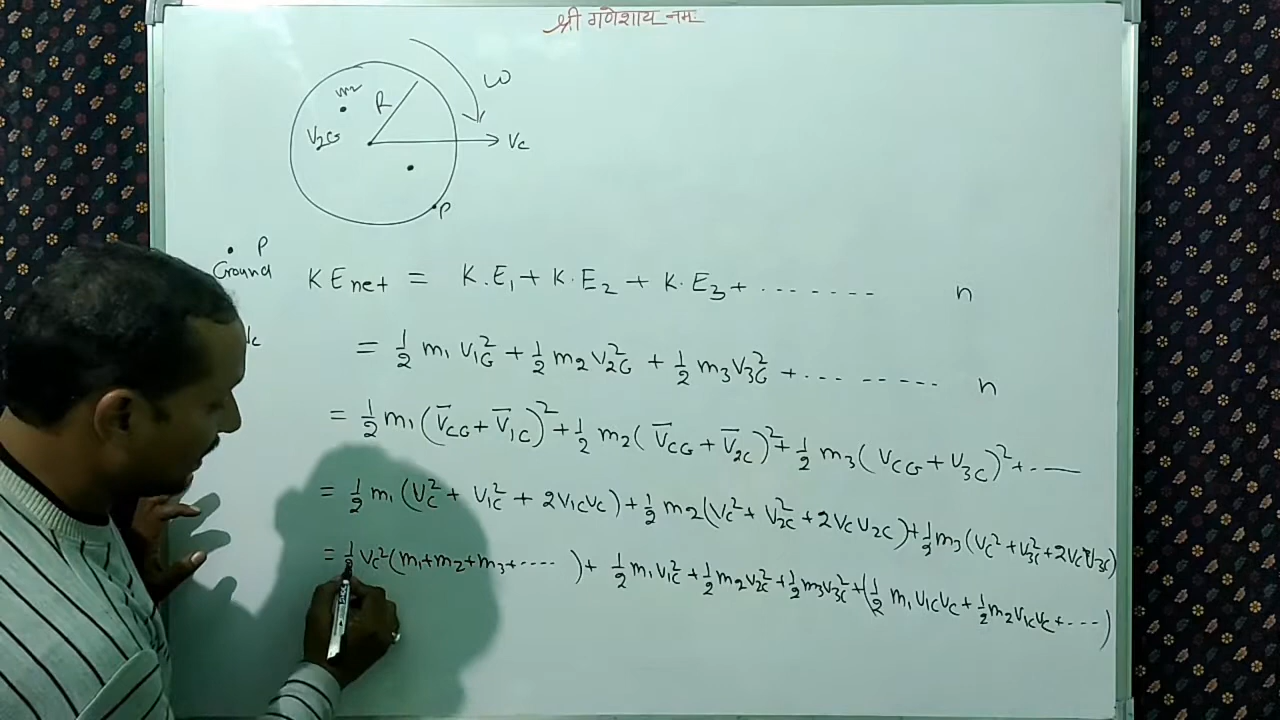 श्री गणेशाय नमः
m2
R
ω
V2G
Vc
P
• P
Ground
K Enet = K.E₁ + K.E₂ + K.E₃ + ....... n
= 1/2 m₁ V₁G² + 1/2 m₂ V₂G² + 1/2 m₃ V₃G² + ......... n
= 1/2 m₁ (V̅CG + V̅1C)² + 1/2 m₂ (V̅CG + V̅2C)² + 1/2 m₃ (VCG + V3C)² + ....
= 1/2 m₁ (VC² + V1C² + 2V1CVC) + 1/2 m₂ (VC² + V2C² + 2VCV2C) + 1/2 m₃ (VC² + V3C² + 2VCV3C)
= 1/2 VC² (m₁ + m₂ + m₃ + .....) + 1/2 m₁V1C² + 1/2 m₂V2C² + 1/2 m₃V3C² + (1/2 m₁V1CVC + 1/2 m₂V1CVC + ....)